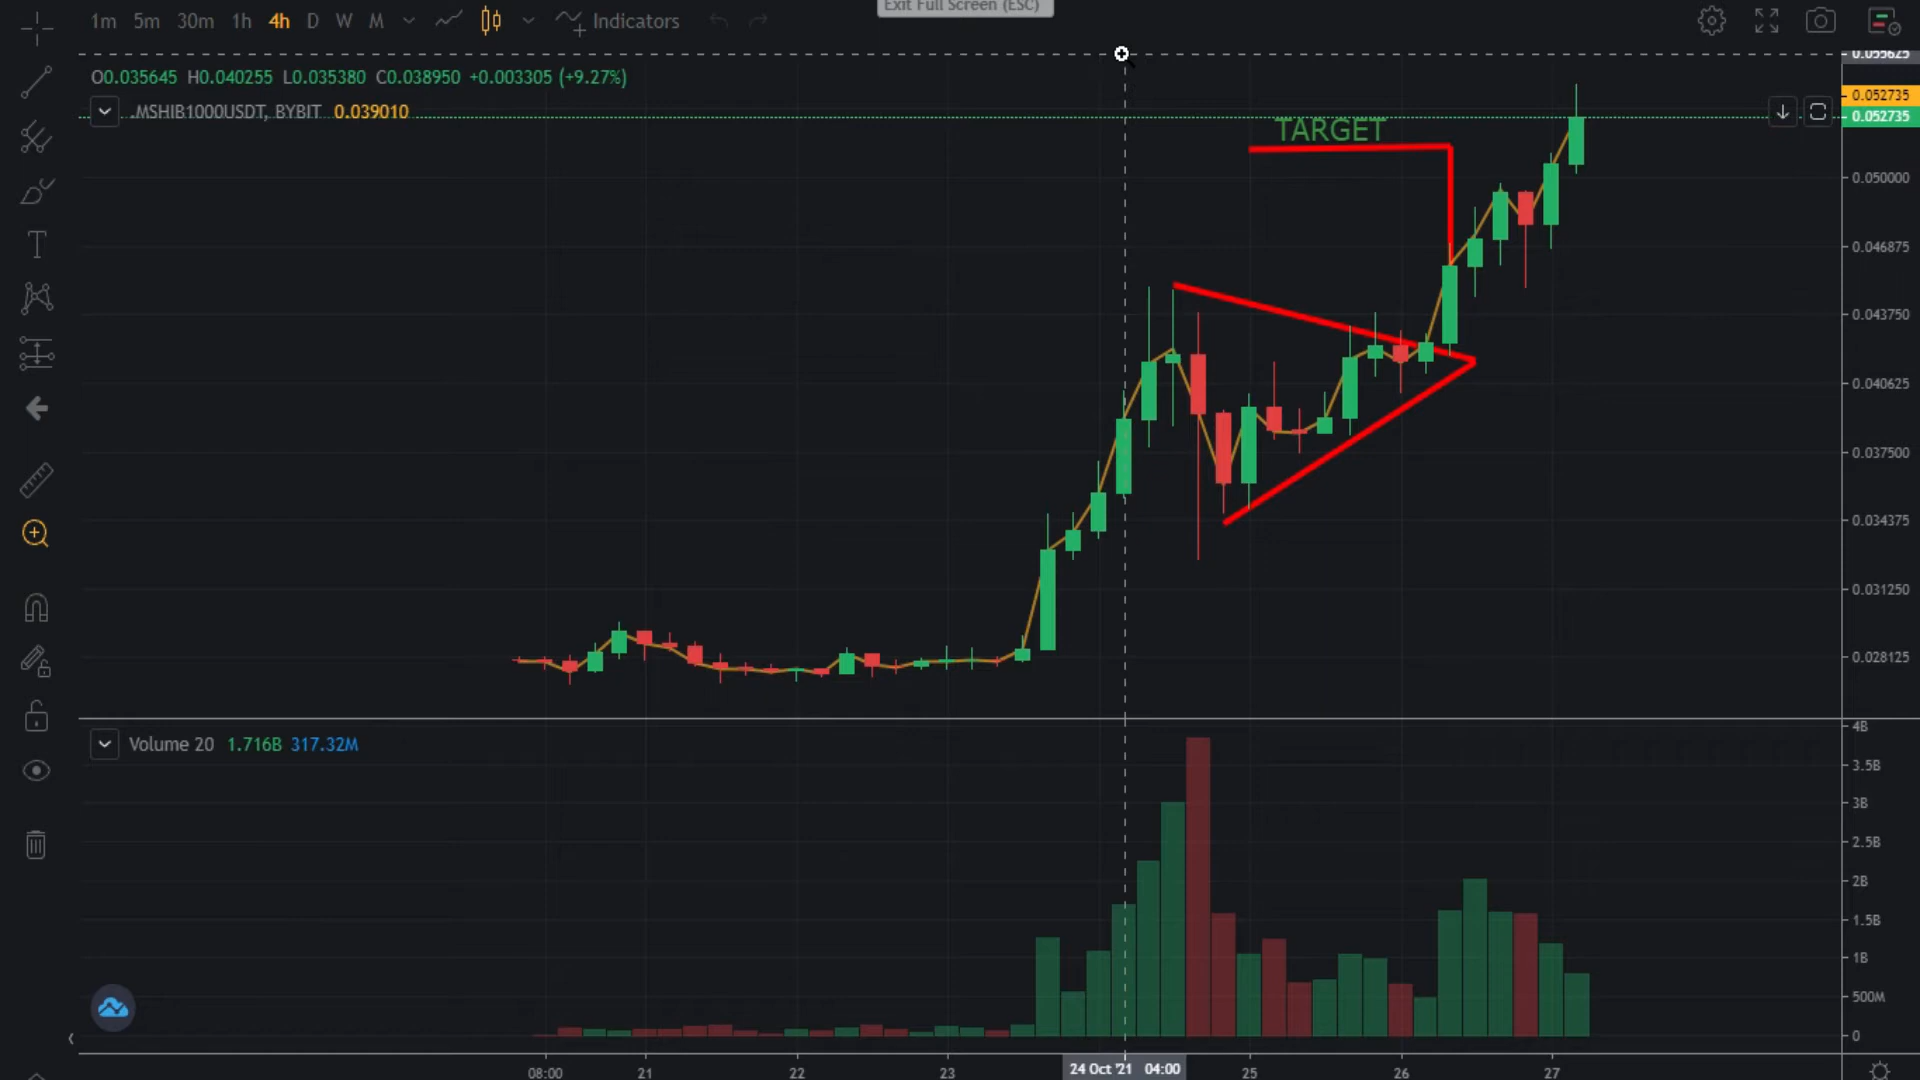 Exit Full Screen (ESC)
1m 5m 30m 1h 4h D W M Indicators
O0.035645 H0.040255 L0.035380 C0.038950 +0.003305 (+9.27%)
.MSHIB1000USDT, BYBIT 0.039010
TARGET
0.055625
0.052735
0.052735
0.050000
0.046875
0.043750
0.040625
0.037500
0.034375
0.031250
0.028125
Volume 20 1.716B 317.32M
4B
3.5B
3B
2.5B
2B
1.5B
1B
500M
0
08:00 21 22 23 24 Oct '21 04:00 25 26 27